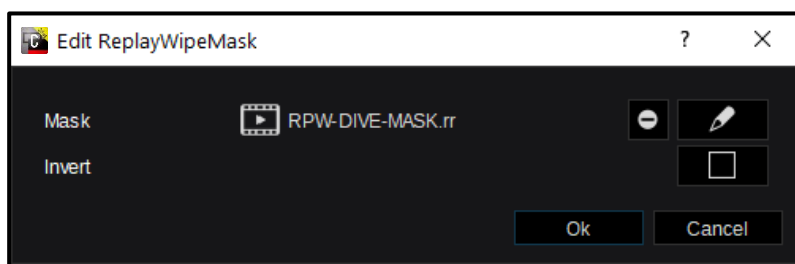 Edit ReplayWipeMask ?
Mask RPW-DIVE-MASK.rr
Invert
Ok Cancel